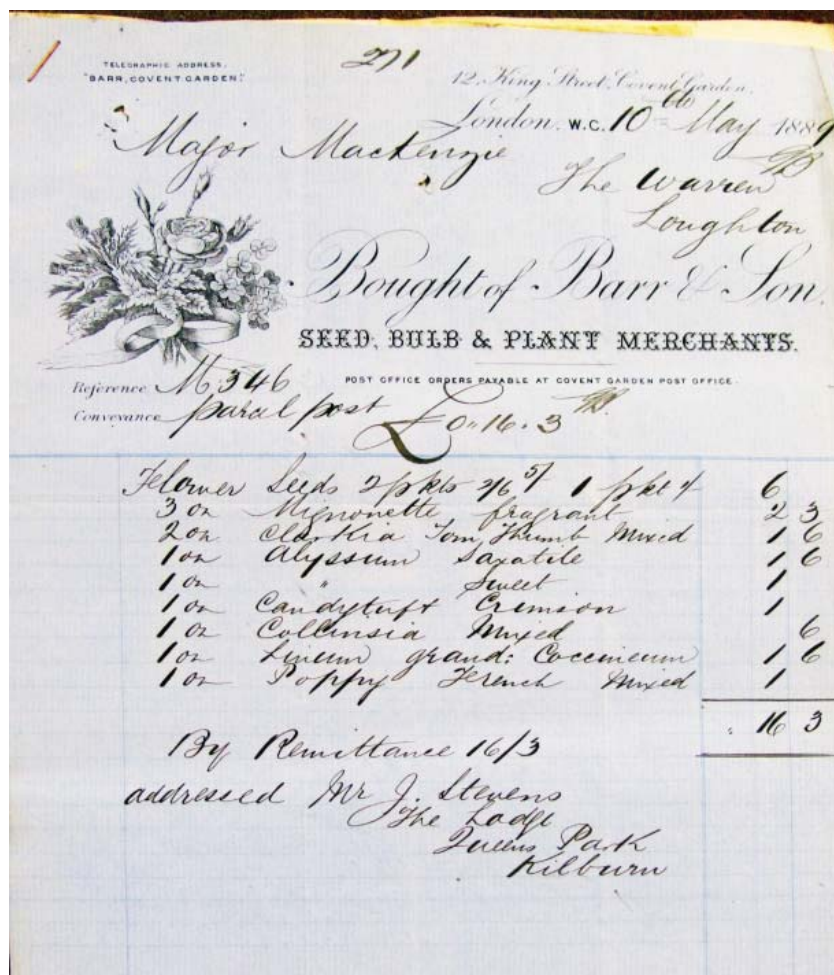 TELEGRAPHIC ADDRESS.
"BARR, COVENT GARDEN."
271
12, King Street, Covent Garden.
London. W.C. 10th May 1889
Major Mackenzie
The Warren
Loughton
Bought of Barr & Son.
SEED, BULB & PLANT MERCHANTS.
POST OFFICE ORDERS PAYABLE AT COVENT GARDEN POST OFFICE.
Reference M 346
Conveyance parcel post
£0 " 16 . 3
Flower Seeds 2 pkts 2/6 5/ 1 pkt 1/ 6
3 oz Mignonette fragrant 2 3
2 oz Clarkia Tom Thumb Mixed 1 6
1 oz Alyssum Saxatile 1 6
1 oz " Sweet 1
1 oz Candytuft Crimson 1
1 oz Collinsia Mixed 6
1 oz Linum grand: Coccineum 1 6
1 oz Poppy French Mixed 1
16 3
By Remittance 16/3
addressed Mr J. Stevens
The Lodge
Queens Park
Kilburn